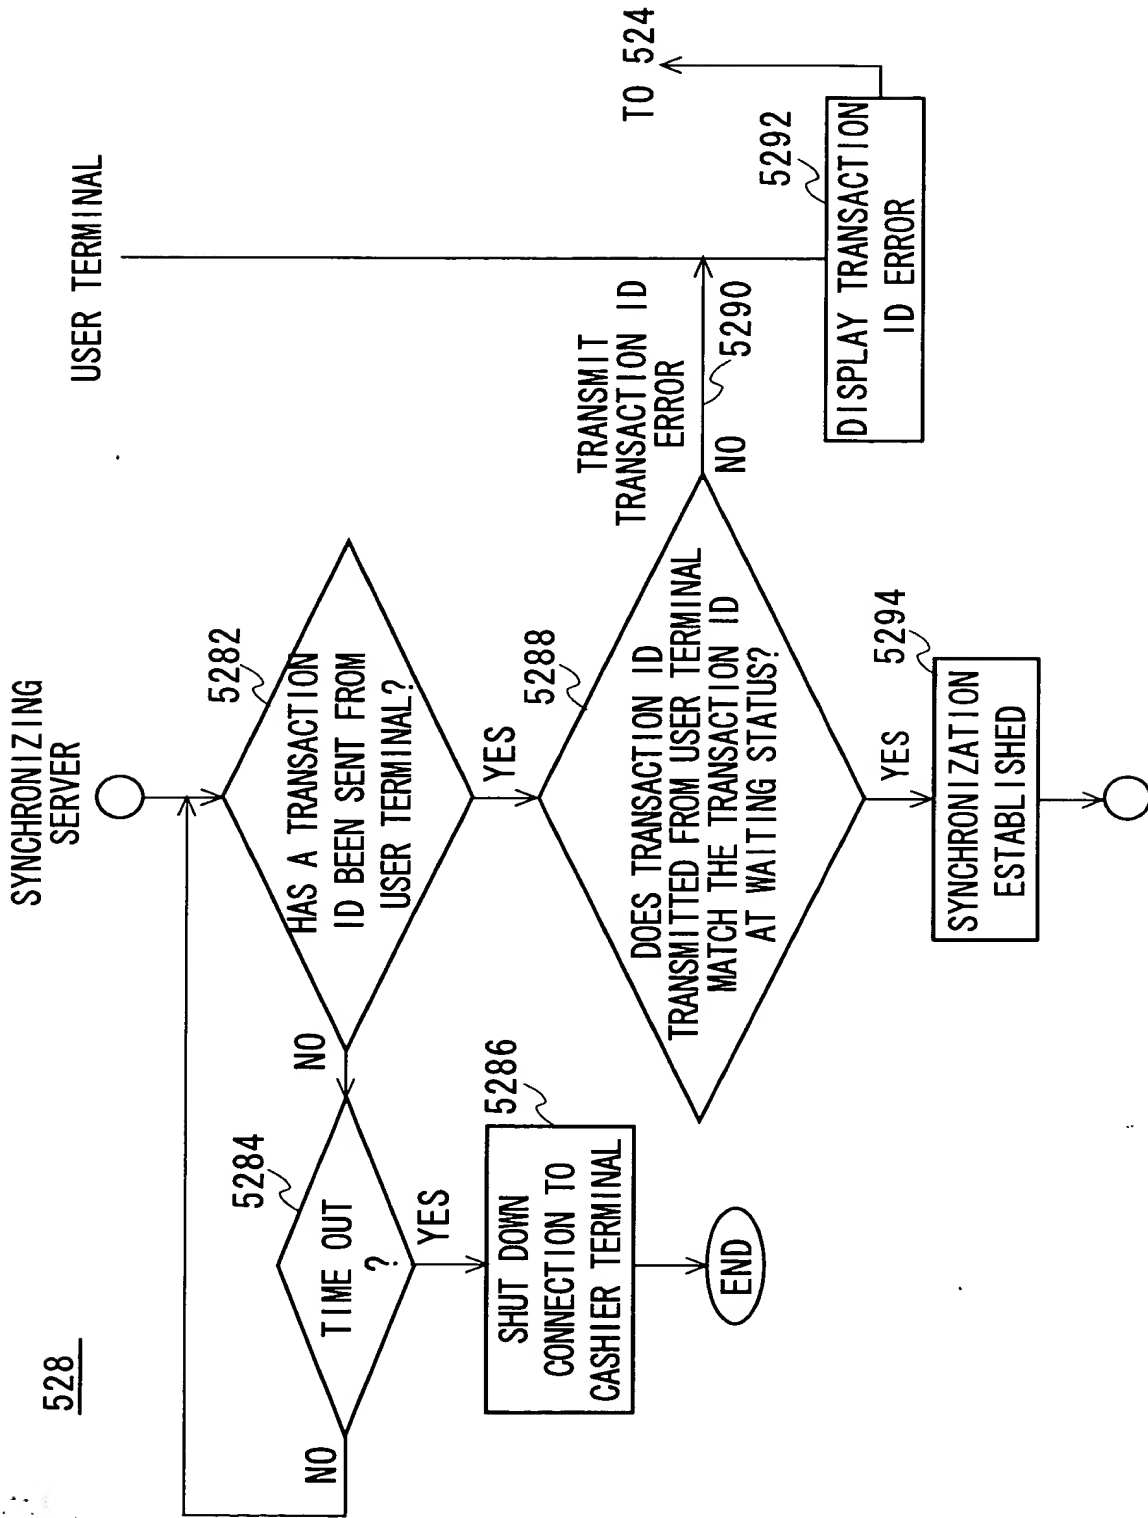 528
SYNCHRONIZING
SERVER
USER TERMINAL
5282
HAS A TRANSACTION
ID BEEN SENT FROM
USER TERMINAL?
NO
YES
5284
TIME OUT
?
NO
YES
5286
SHUT DOWN
CONNECTION TO
CASHIER TERMINAL
END
5288
DOES TRANSACTION ID
TRANSMITTED FROM USER TERMINAL
MATCH THE TRANSACTION ID
AT WAITING STATUS?
NO
TRANSMIT
TRANSACTION ID
ERROR
5290
TO 524
5292
DISPLAY TRANSACTION
ID ERROR
YES
5294
SYNCHRONIZATION
ESTABLISHED